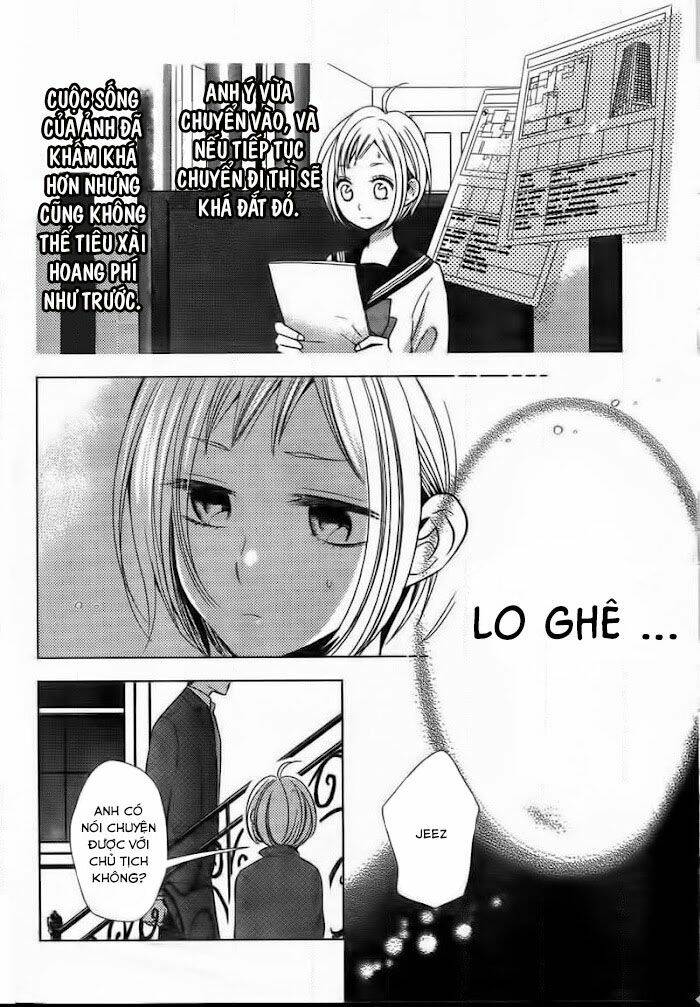 ANH Ý VỪA
CHUYỂN VÀO, VÀ
NẾU TIẾP TỤC
CHUYỂN ĐI THÌ SẼ
KHÁ ĐẮT ĐỎ.
CUỘC SỐNG
CỦA ẢNH ĐÃ
KHẤM KHÁ
HƠN NHƯNG
CŨNG KHÔNG
THỂ TIÊU XÀI
HOANG PHÍ
NHƯ TRƯỚC.
LO GHÊ ...
JEEZ
ANH CÓ
NÓI CHUYỆN
ĐƯỢC VỚI
CHỦ TỊCH
KHÔNG?